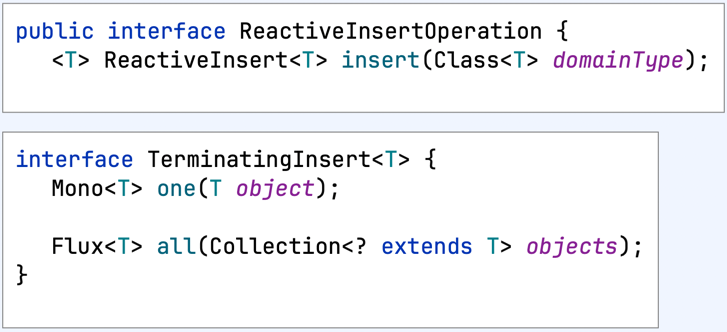 public interface ReactiveInsertOperation {
<T> ReactiveInsert<T> insert(Class<T> domainType);
interface TerminatingInsert<T> {
Mono<T> one(T object);
Flux<T> all(Collection<? extends T> objects);
}